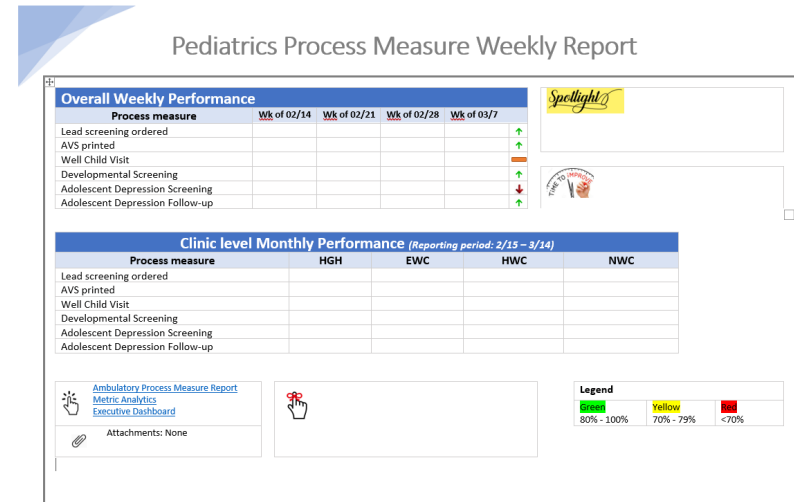 Pediatrics Process Measure Weekly Report
Overall Weekly Performance
Process measure Wk of 02/14 Wk of 02/21 Wk of 02/28 Wk of 03/7
Lead screening ordered
AVS printed
Well Child Visit
Developmental Screening
Adolescent Depression Screening
Adolescent Depression Follow-up
Spotlight
TIME TO IMPROVE
Clinic level Monthly Performance (Reporting period: 2/15 – 3/14)
Process measure HGH EWC HWC NWC
Lead screening ordered
AVS printed
Well Child Visit
Developmental Screening
Adolescent Depression Screening
Adolescent Depression Follow-up
Ambulatory Process Measure Report
Metric Analytics
Executive Dashboard
Attachments: None
Legend
Green Yellow Red
80% - 100% 70% - 79% <70%